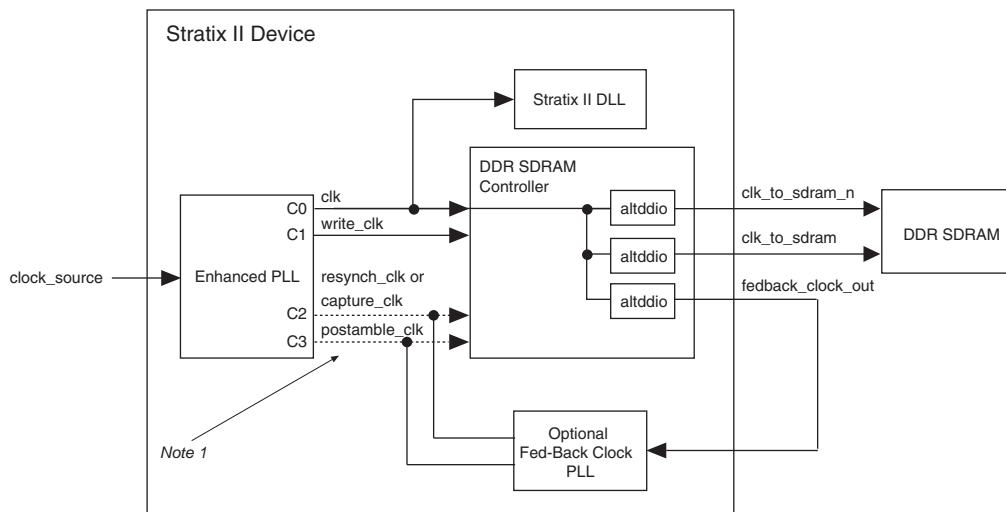 Stratix II Device
Stratix II DLL
DDR SDRAM
Controller
clk
C0
write_clk
C1
altddio
clk_to_sdram_n
altddio
clk_to_sdram
DDR SDRAM
clock_source
Enhanced PLL
resynch_clk or
capture_clk
C2
postamble_clk
C3
altddio
fedback_clock_out
Note 1
Optional
Fed-Back Clock
PLL